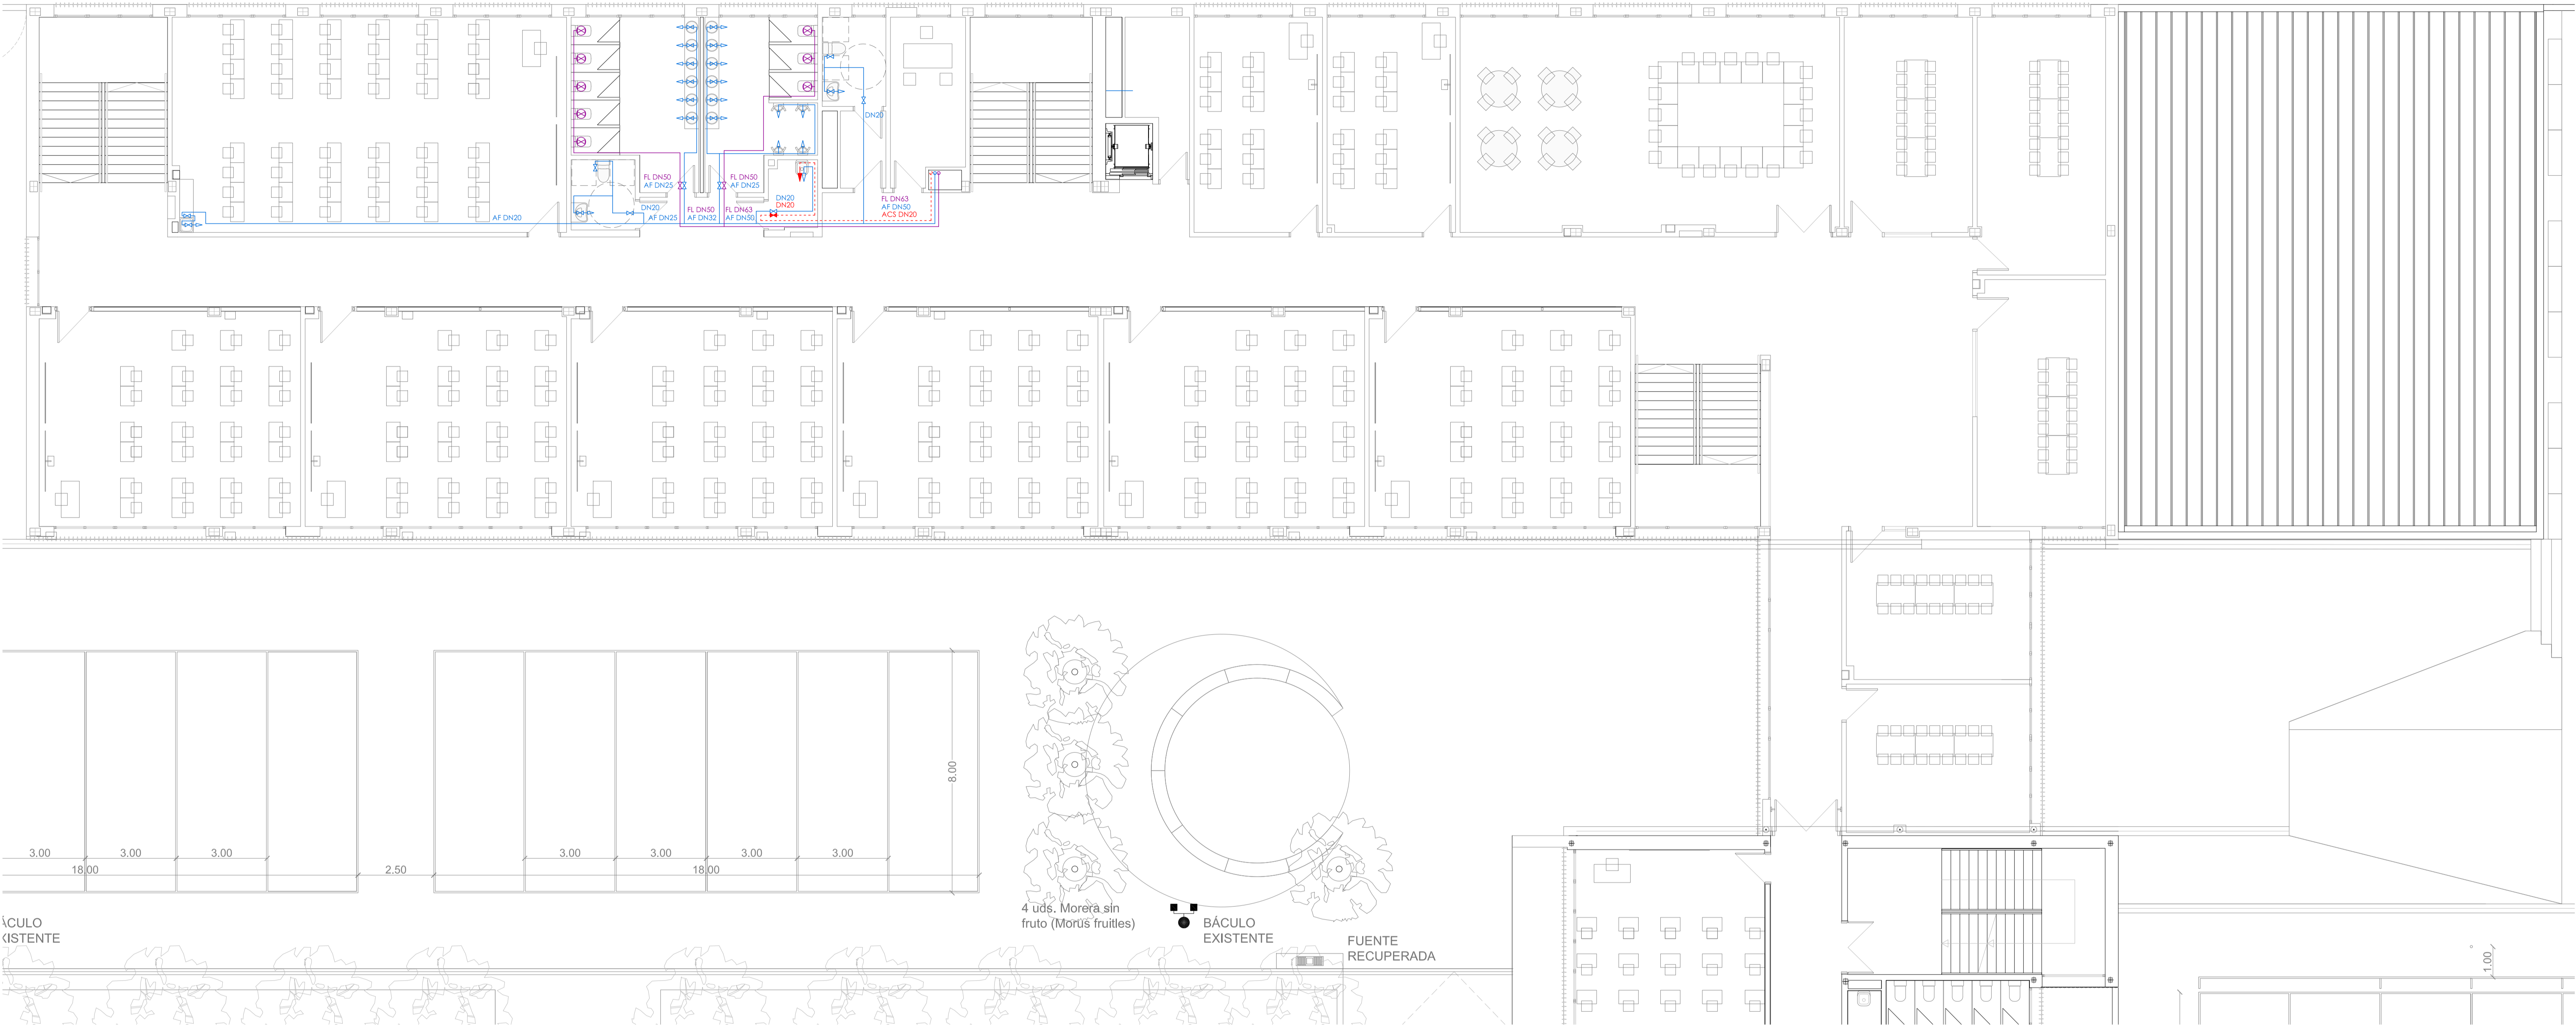 DN20
FL DN50
AF DN25
FL DN50
AF DN25
DN20
DN20
FL DN63
AF DN50
ACS DN20
AF DN20
DN20
AF DN25
FL DN50
AF DN32
FL DN63
AF DN50
8.00
3.00
3.00
3.00
3.00
3.00
3.00
3.00
18.00
2.50
18.00
4 uds. Morera sin
fruto (Morus fruitles)
BÁCULO
EXISTENTE
ÁCULO
XISTENTE
FUENTE
RECUPERADA
1.00